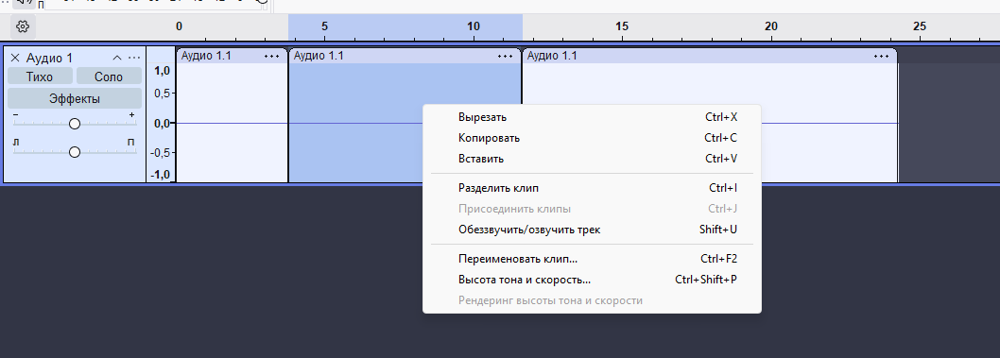 0 5 10 15 20 25
Аудио 1
Аудио 1.1
Аудио 1.1
Аудио 1.1
Тихо Соло
Эффекты
- +
Л П
1,0
0,5
0,0
-0,5
-1,0
Вырезать Ctrl+X
Копировать Ctrl+C
Вставить Ctrl+V
Разделить клип Ctrl+I
Присоединить клипы Ctrl+J
Обеззвучить/озвучить трек Shift+U
Переименовать клип... Ctrl+F2
Высота тона и скорость... Ctrl+Shift+P
Рендеринг высоты тона и скорости